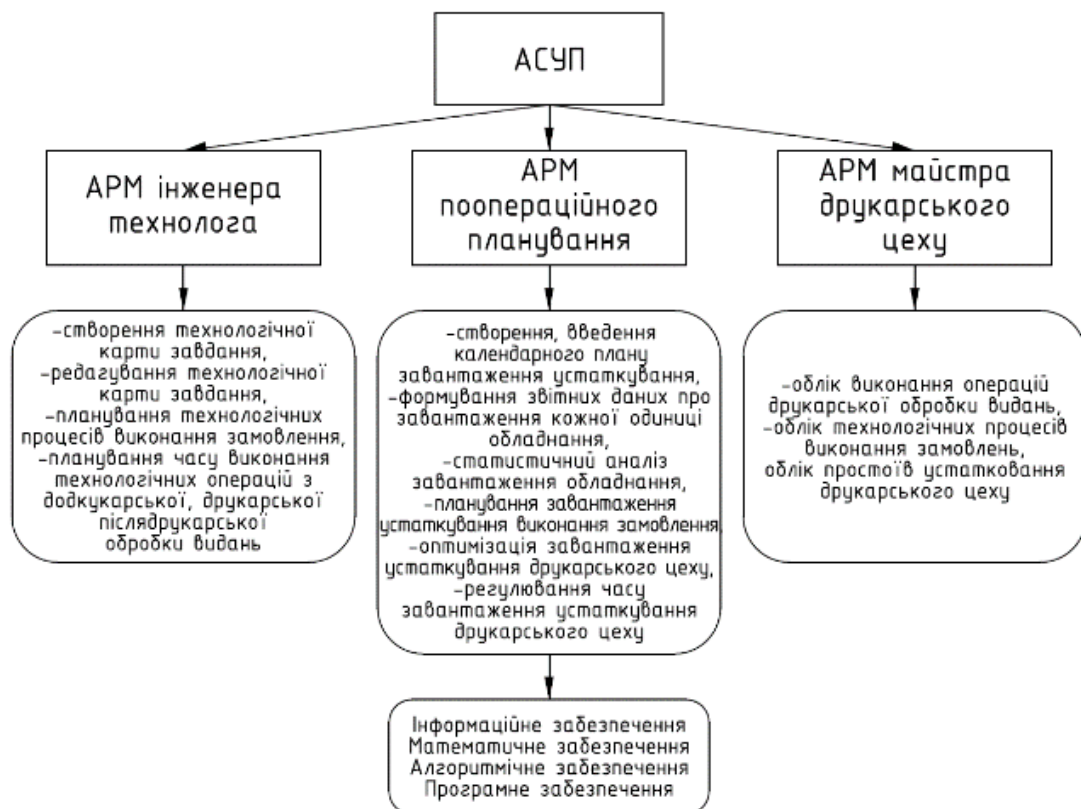 АСУП
АРМ інженера
технолога
АРМ
поопераційного
планування
АРМ майстра
друкарського
цеху
-створення технологічної
карти завдання,
-редагування технологічної
карти завдання,
-планування технологічних
процесів виконання замовлення,
-планування часу виконання
технологічних операцій з
додкукарської, друкарської
післядрукарської
обробки видань
-створення, введення
календарного плану
завантаження устаткування,
-формування звітних даних про
завантаження кожної одиниці
обладнання,
-статистичний аналіз
завантаження обладнання,
-планування завантаження
устаткування виконання замовлення,
-оптимізація завантаження
устаткування друкарського цеху,
-регулювання часу
завантаження устаткування
друкарського цеху
-облік виконання операцій
друкарської обробки видань,
-облік технологічних процесів
виконання замовлень,
облік простоїв устатковання
друкарського цеху
Інформаційне забезпечення
Математичне забезпечення
Алгоритмічне забезпечення
Програмне забезпечення